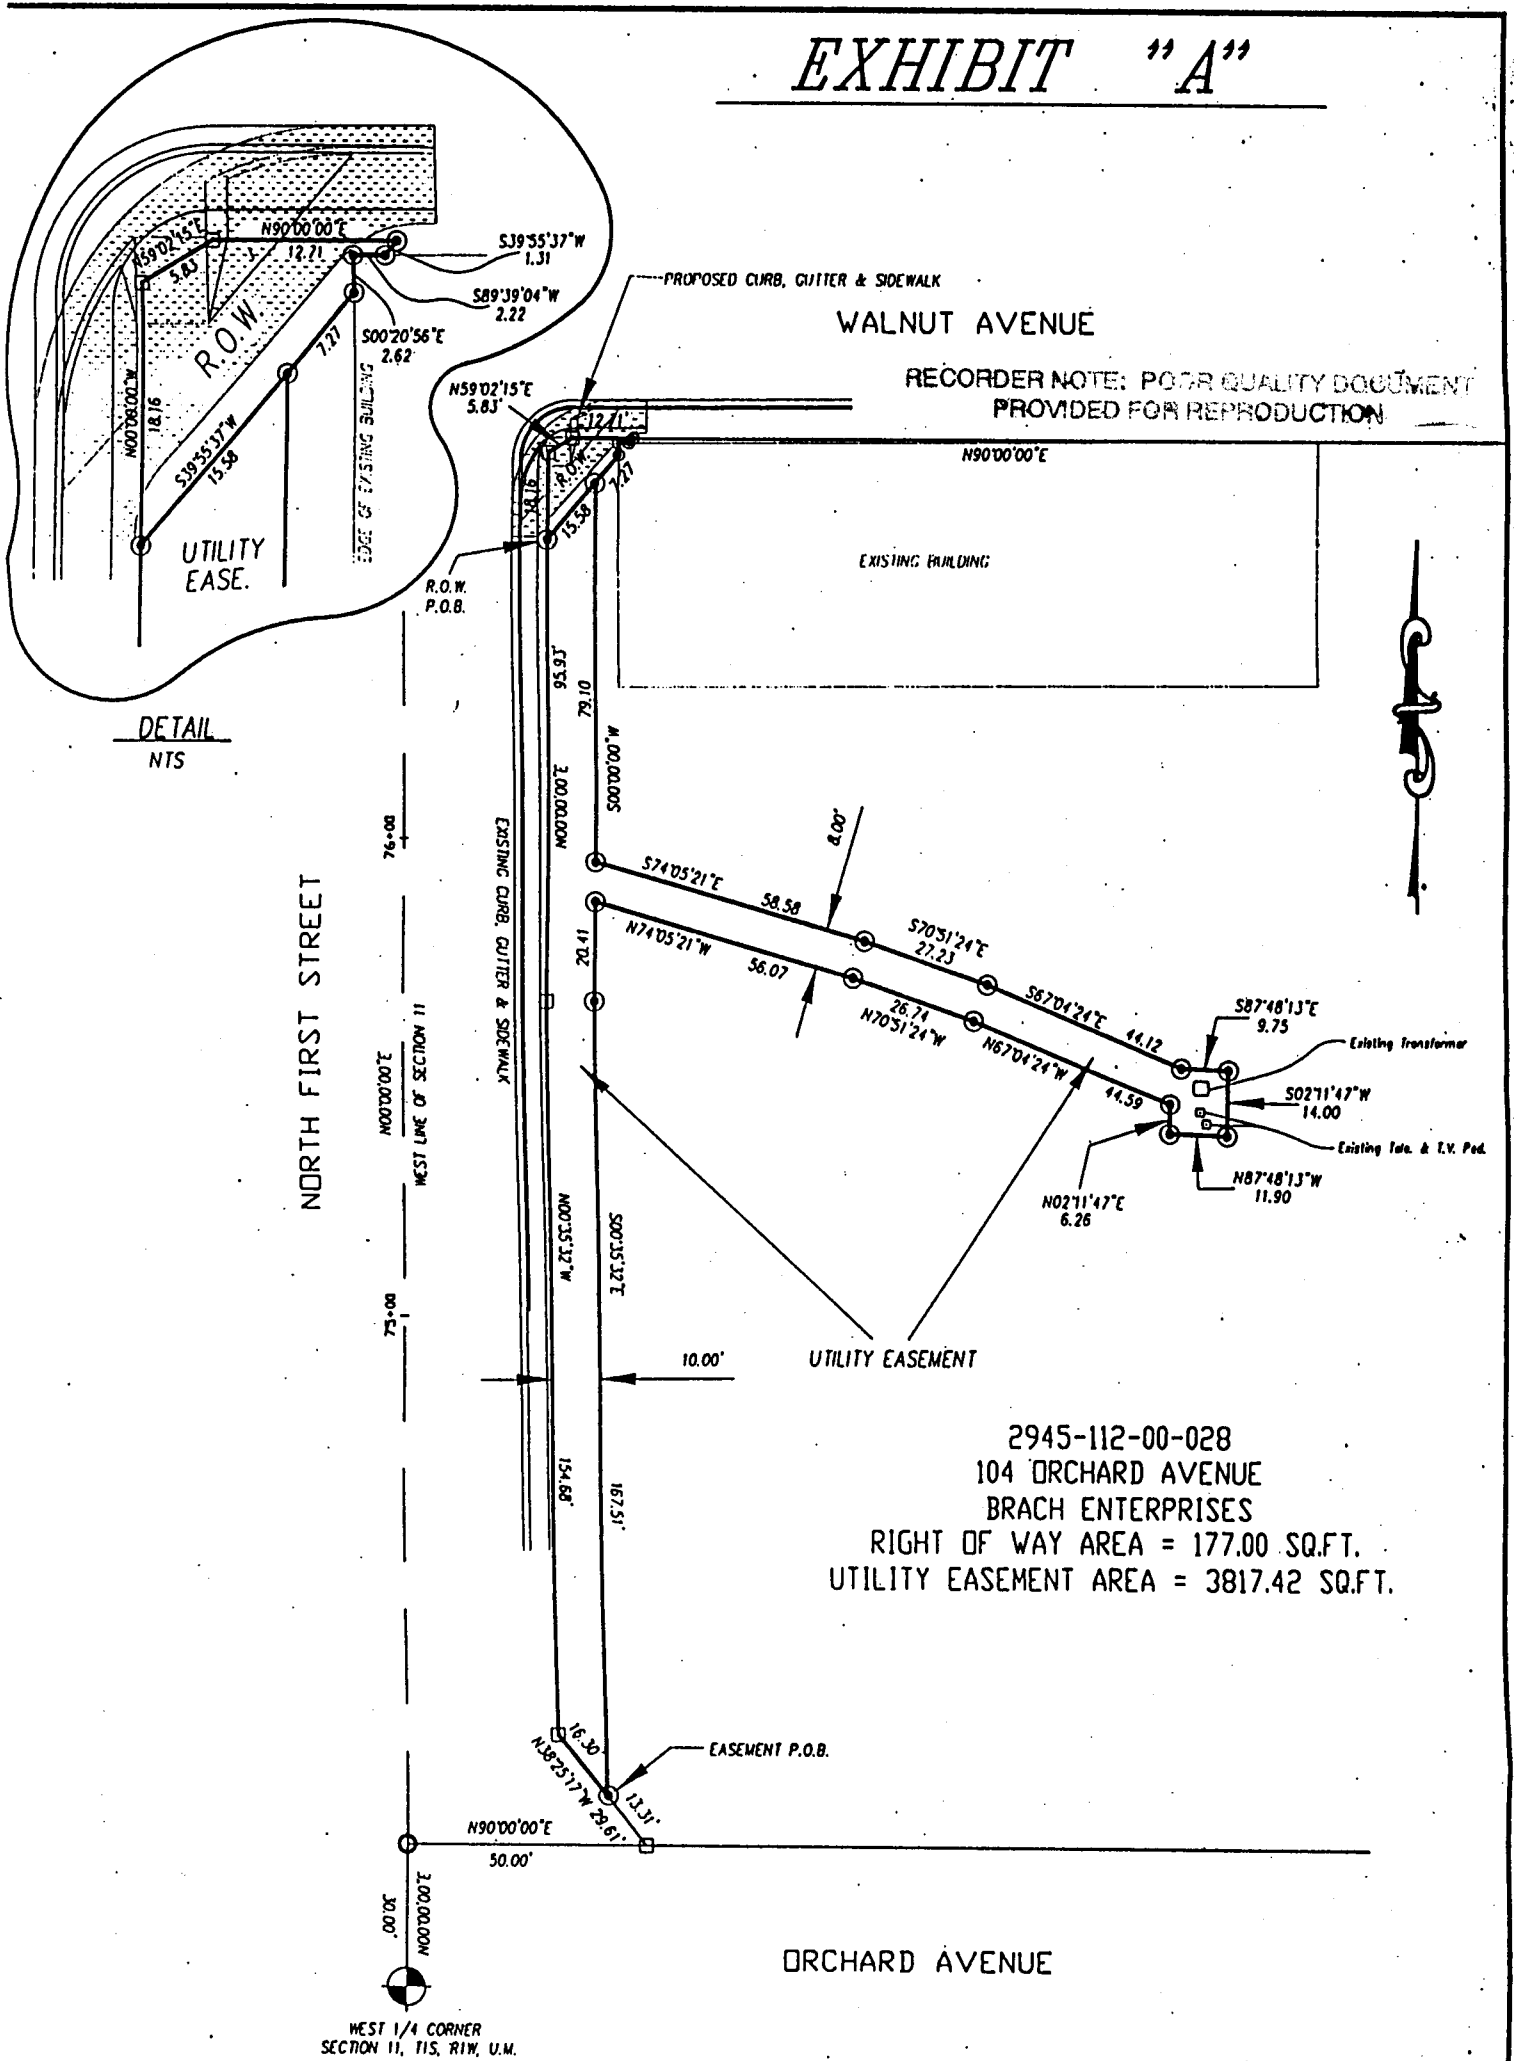 EXHIBIT "A"
N59°02'15"E
5.83
N90°00'00"E
12.71
S39°55'37"W
1.31
S89°39'04"W
2.22
S00°20'56"E
2.62
7.27
R.O.W.
N00°00'00"W
18.16
S39°55'37"W
15.58
EDGE OF EXISTING BUILDING
UTILITY
EASE.
DETAIL
NTS
PROPOSED CURB, GUTTER & SIDEWALK
WALNUT AVENUE
RECORDER NOTE: POOR QUALITY DOCUMENT
PROVIDED FOR REPRODUCTION
N59°02'15"E
5.83'
12.71'
N90°00'00"E
R.O.W.
18.16
7.27
15.58
R.O.W.
P.O.B.
EXISTING BUILDING
95.93'
79.10
N00°00'00"E
S00°00'00"W
76+00
EXISTING CURB, GUTTER & SIDEWALK
8.00'
S74°05'21"E
58.58
N74°05'21"W
56.07
20.41
S70°51'24"E
27.23
26.74
N70°51'24"W
S67°04'24"E
44.12
N67°04'24"W
44.59
S87°48'13"E
9.75
Existing Transformer
S02°11'47"W
14.00
Existing Tele. & T.V. Ped.
N87°48'13"W
11.90
N02°11'47"E
6.26
NORTH FIRST STREET
N00°00'00"E
WEST LINE OF SECTION 11
N00°35'32"W
S00°35'32"E
75+00
10.00'
UTILITY EASEMENT
154.68'
167.51'
2945-112-00-028
104 ORCHARD AVENUE
BRACH ENTERPRISES
RIGHT OF WAY AREA = 177.00 SQ.FT.
UTILITY EASEMENT AREA = 3817.42 SQ.FT.
16.30'
N38°25'17"W 29.61'
EASEMENT P.O.B.
13.31'
N90°00'00"E
50.00'
N00°00'00"E
30.00'
ORCHARD AVENUE
WEST 1/4 CORNER
SECTION 11, T1S, R1W, U.M.